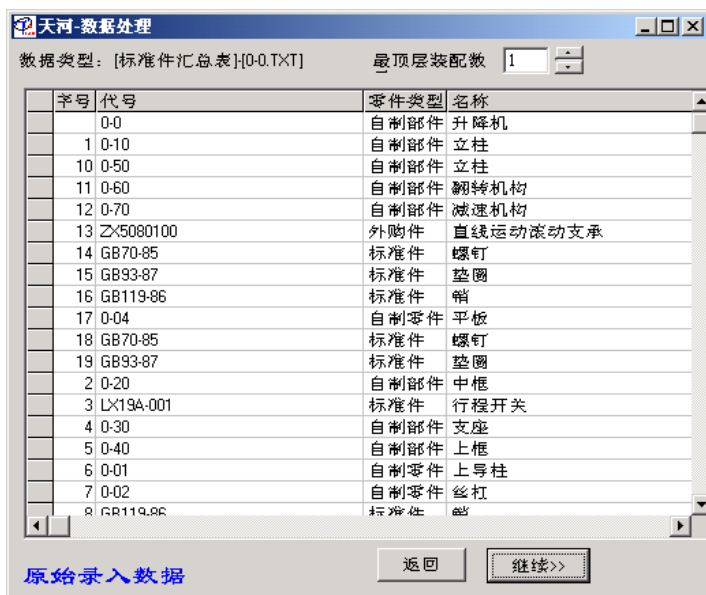 天河-数据处理
数据类型：[标准件汇总表]-[0-0.TXT] 最顶层装配数 1
序号 代号 零件类型 名称
0-0 自制部件 升降机
1 0-10 自制部件 立柱
10 0-50 自制部件 立柱
11 0-60 自制部件 翻转机构
12 0-70 自制部件 减速机构
13 ZX5080100 外购件 直线运动滚动支承
14 GB70-85 标准件 螺钉
15 GB93-87 标准件 垫圈
16 GB119-86 标准件 销
17 0-04 自制零件 平板
18 GB70-85 标准件 螺钉
19 GB93-87 标准件 垫圈
2 0-20 自制部件 中框
3 LX19A-001 标准件 行程开关
4 0-30 自制部件 支座
5 0-40 自制部件 上框
6 0-01 自制零件 上导柱
7 0-02 自制零件 丝杠
8 GB119-86 标准件 销
返回 继续>>
原始录入数据